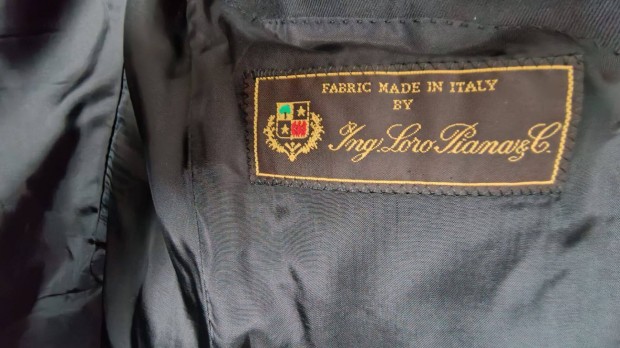 FABRIC MADE IN ITALY
BY
Ing. Loro Piana & C.